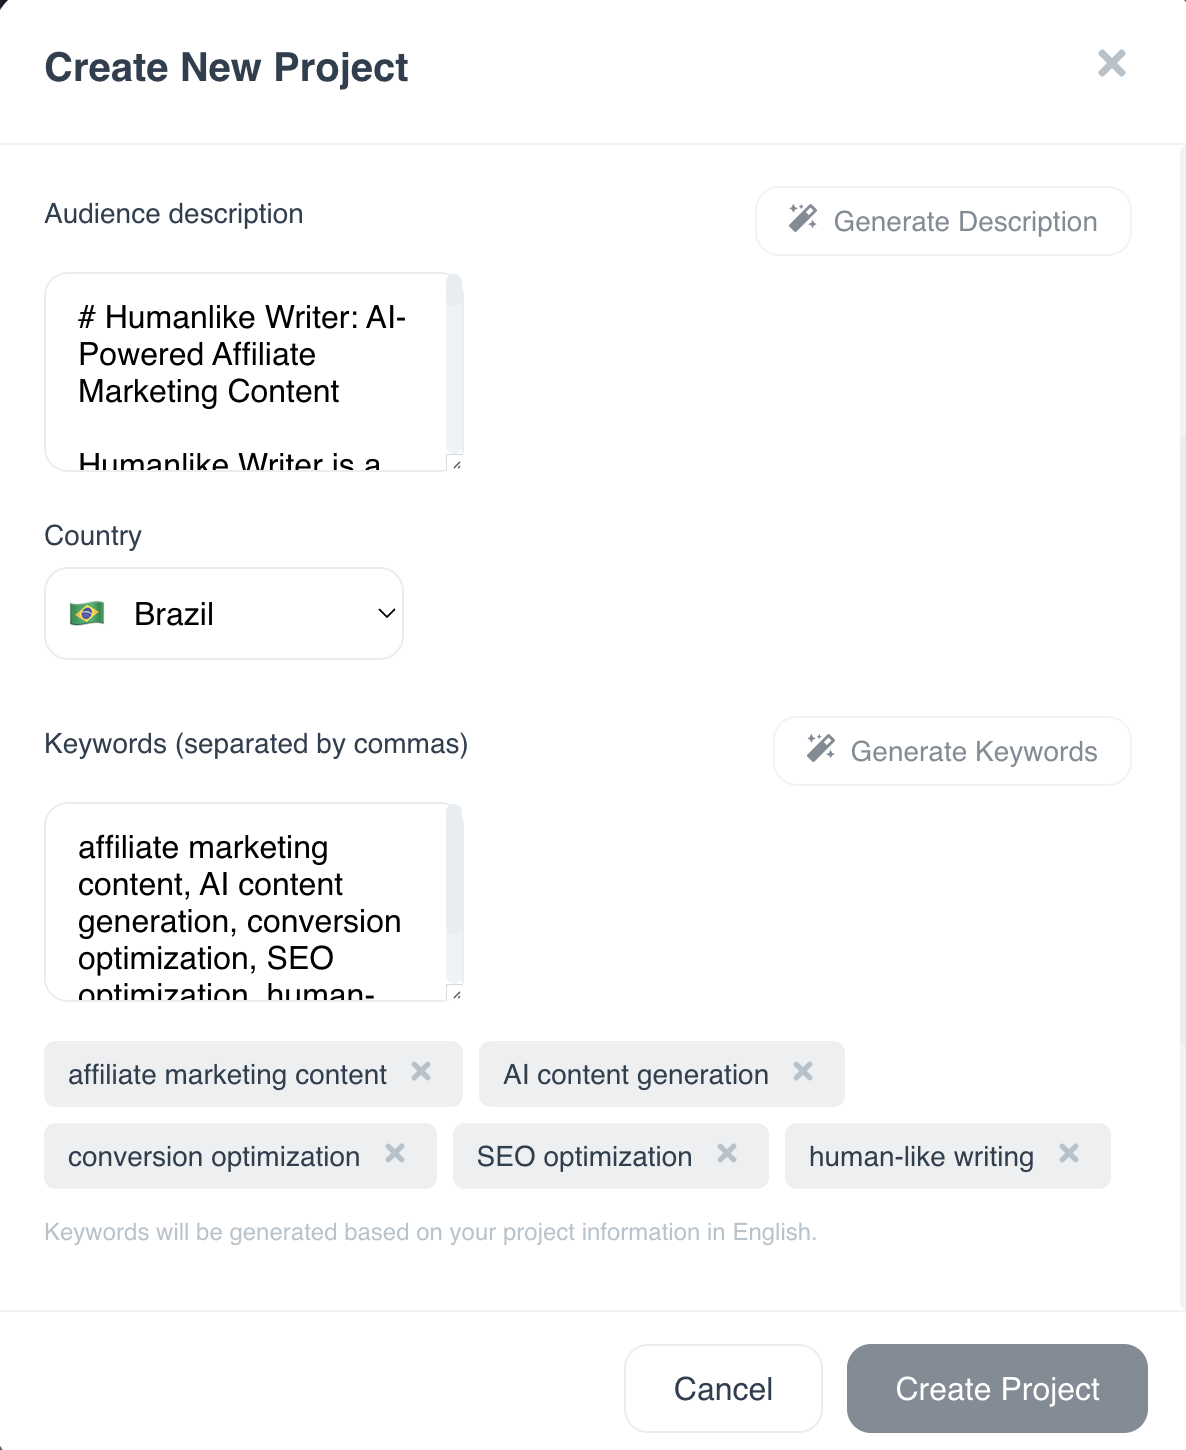 Create New Project
Audience description
Generate Description
# Humanlike Writer: AI-
Powered Affiliate
Marketing Content
Humanlike Writer is a
Country
Brazil
Keywords (separated by commas)
Generate Keywords
affiliate marketing
content, AI content
generation, conversion
optimization, SEO
optimization, human-
affiliate marketing content
AI content generation
conversion optimization
SEO optimization
human-like writing
Keywords will be generated based on your project information in English.
Cancel
Create Project